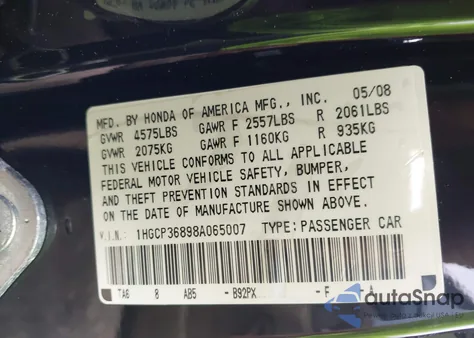 MFD. BY HONDA OF AMERICA MFG., INC. 05/08
GVWR 4575LBS GAWR F 2557LBS R 2061LBS
GVWR 2075KG GAWR F 1160KG R 935KG
THIS VEHICLE CONFORMS TO ALL APPLICABLE
FEDERAL MOTOR VEHICLE SAFETY, BUMPER,
AND THEFT PREVENTION STANDARDS IN EFFECT
ON THE DATE OF MANUFACTURE SHOWN ABOVE.
V.I.N.: 1HGCP36898A065007 TYPE: PASSENGER CAR
TA6 8 AB5 - B92PX - F
autoSnap